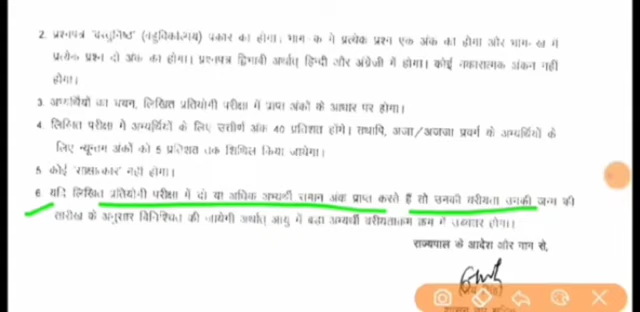 2. प्रश्नपत्र 'वस्तुनिष्ठ' (बहुविकल्पीय) प्रकार का होगा। भाग-क में प्रत्येक प्रश्न एक अंक का होगा और भाग-ख में
प्रत्येक प्रश्न दो अंक का होगा। प्रश्नपत्र द्विभाषी अर्थात् हिन्दी और अंग्रेजी में होगा। कोई नकारात्मक अंकन नहीं
होगा।
3. अभ्यर्थियों का चयन, लिखित प्रतियोगी परीक्षा में प्राप्त अंकों के आधार पर होगा।
4. लिखित परीक्षा में अभ्यर्थियों के लिए उत्तीर्ण अंक 40 प्रतिशत होंगे। तथापि, अजा/अजजा प्रवर्ग के अभ्यर्थियों के
लिए न्यूनतम अंकों को 5 प्रतिशत तक शिथिल किया जायेगा।
5. कोई 'साक्षात्कार' नहीं होगा।
6. यदि लिखित प्रतियोगी परीक्षा में दो या अधिक अभ्यर्थी समान अंक प्राप्त करते हैं तो उनकी वरीयता उनकी जन्म की
तारीख के अनुसार विनिश्चित की जायेगी अर्थात् आयु में बड़ा अभ्यर्थी वरीयताक्रम क्रम में होगा।
राज्यपाल के आदेश और नाम से,